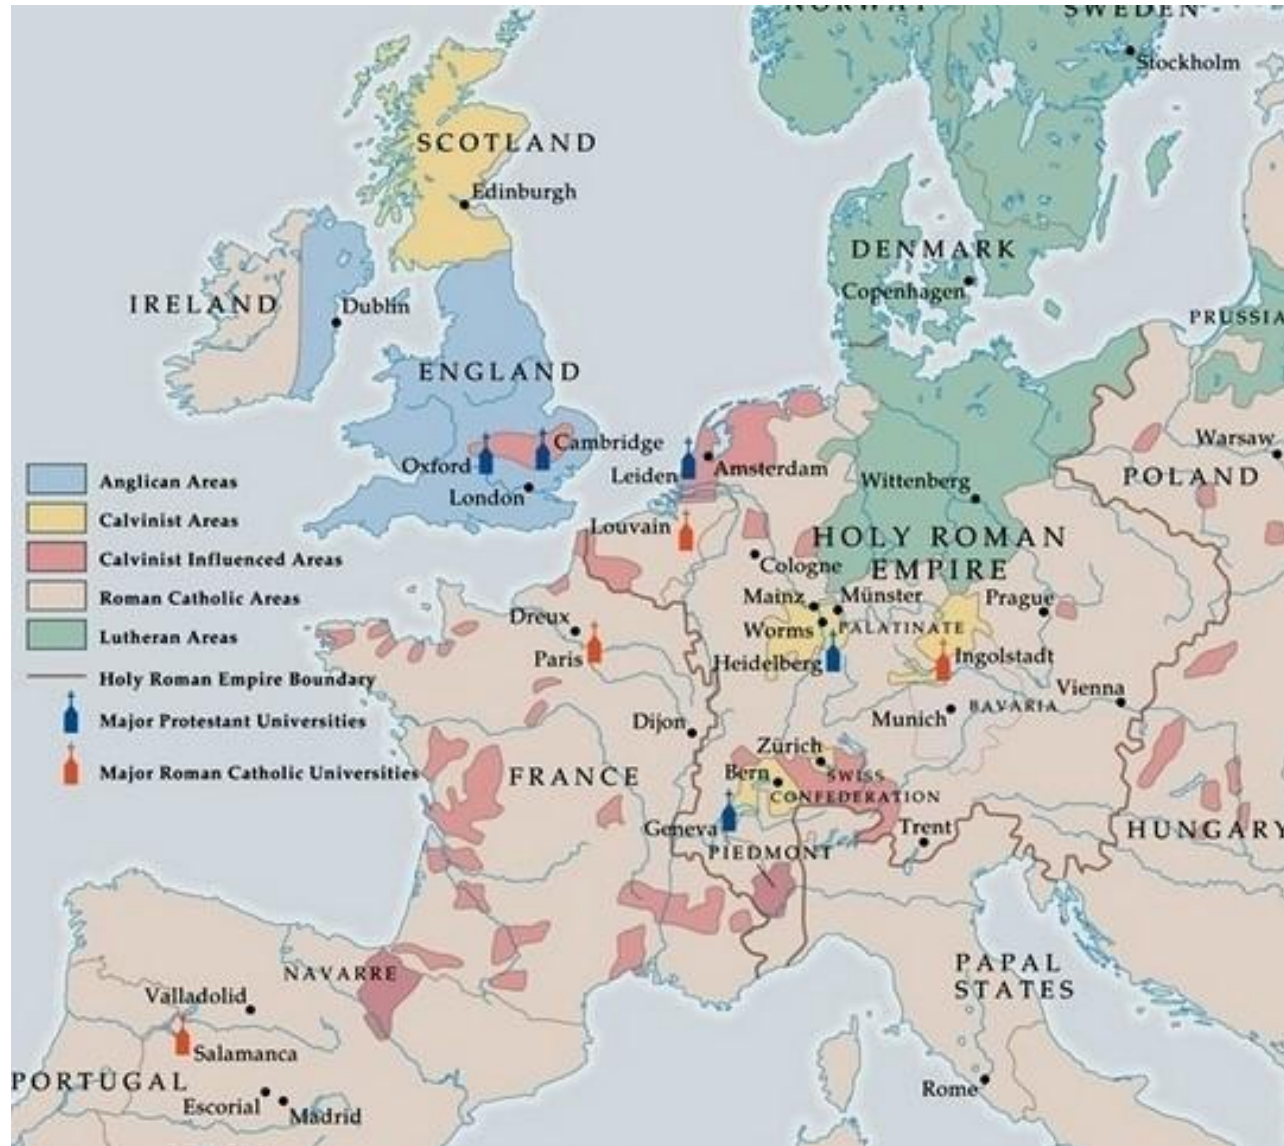 NORWAY
SWEDEN
Stockholm
SCOTLAND
Edinburgh
DENMARK
Copenhagen
IRELAND
Dublin
PRUSSIA
ENGLAND
Cambridge
Oxford
London
Leiden
Amsterdam
Wittenberg
Warsaw
POLAND
Louvain
HOLY ROMAN
EMPIRE
Cologne
Mainz
Münster
Prague
Worms
PALATINATE
Dreux
Paris
Heidelberg
Ingolstadt
Vienna
BAVARIA
Munich
Dijon
Zürich
Bern
SWISS
CONFEDERATION
FRANCE
Geneva
Trent
HUNGARY
PIEDMONT
Anglican Areas
Calvinist Areas
Calvinist Influenced Areas
Roman Catholic Areas
Lutheran Areas
Holy Roman Empire Boundary
Major Protestant Universities
Major Roman Catholic Universities
NAVARRE
PAPAL
STATES
Valladolid
Salamanca
PORTUGAL
Escorial
Madrid
Rome